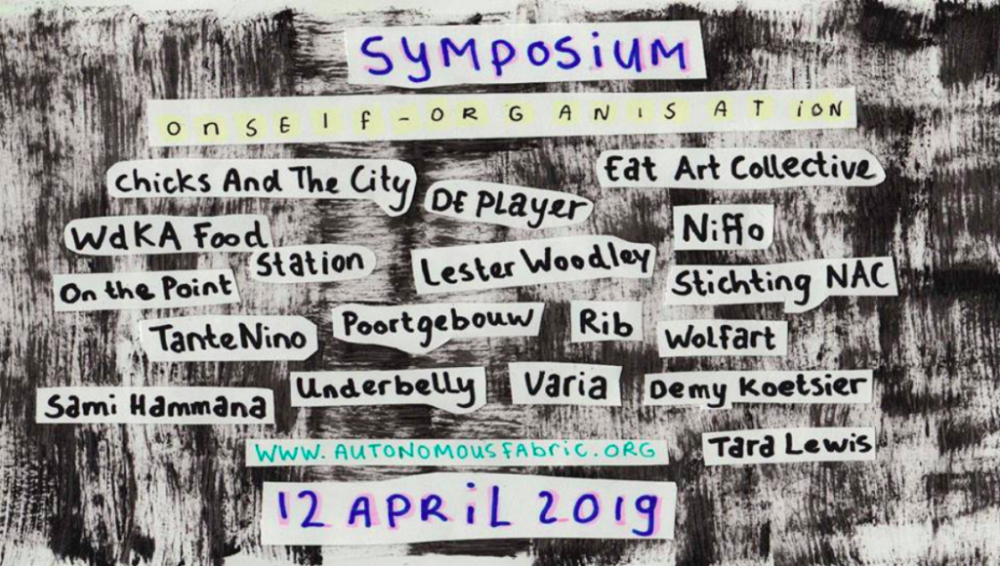 SYMPOSIUM
on SElf-ORGANISATiON
chicks And The City
Eat Art Collective
DE PLAYER
WdKA Food
Station
Niffo
Lester Woodley
On the Point
Stichting NAC
TanteNino
Poortgebouw
Rib
Wolfart
Sami Hammana
Underbelly
Varia
Demy Koetsier
Tara Lewis
WWW.AUTONOMOUSfABRiC.ORG
12 APRiL 2019